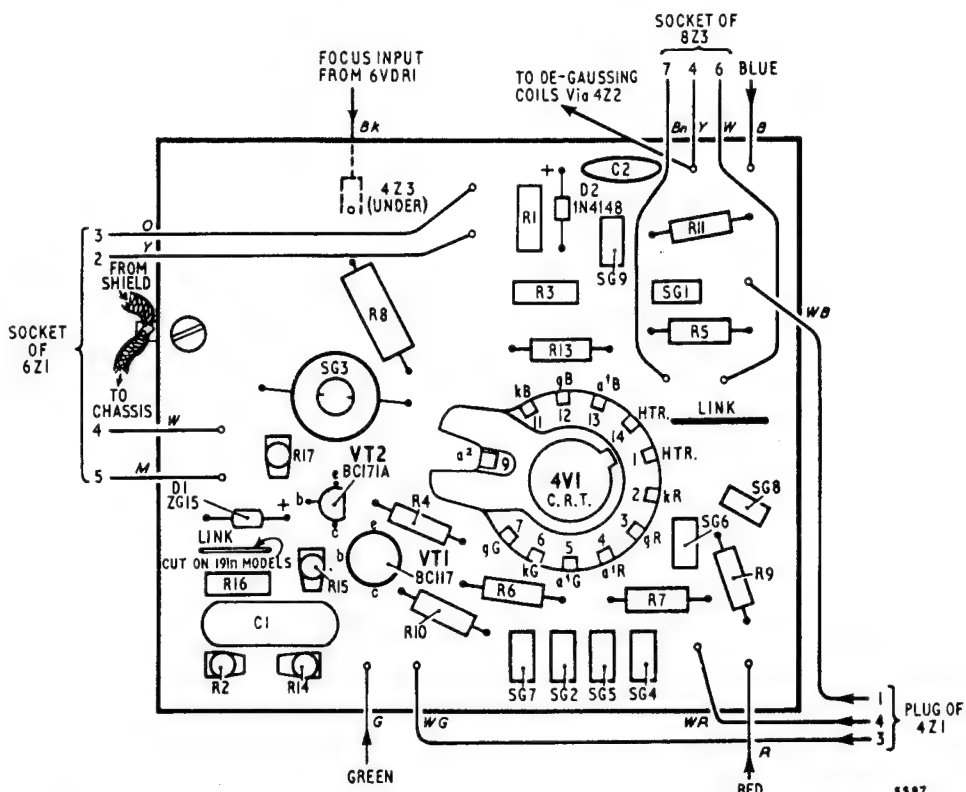 SOCKET OF
8Z3
7 4 6 BLUE
FOCUS INPUT
FROM 6VDR1
TO DE-GAUSSING
COILS Via 4Z2
Bk
Bn Y W B
4Z3
(UNDER)
C2
+
D2
1N4148
R1
R11
SG9
3 O
2 Y
FROM
SHIELD
R8
R3
SG1
WB
SOCKET
OF
6Z1
R5
R13
TO
CHASSIS
SG3
kB gB a¹B
11 12 13 14 HTR.
LINK
4 W
R17
VT2
BC171A
a² 9
4V1
C.R.T.
1 HTR.
2 kR
3 gR
4 a¹R
5 a¹G
6 kG
7 gG
5 M
D1
ZG15
+
e
b
c
R4
SG8
SG6
LINK
CUT ON 19in MODELS
e
b
c
VT1
BC117
R9
R16
R15
R6
R7
C1
R10
R2
R14
SG7 SG2 SG5 SG4
G
WG
WR
R
1
4
3
PLUG OF
4Z1
GREEN
RED